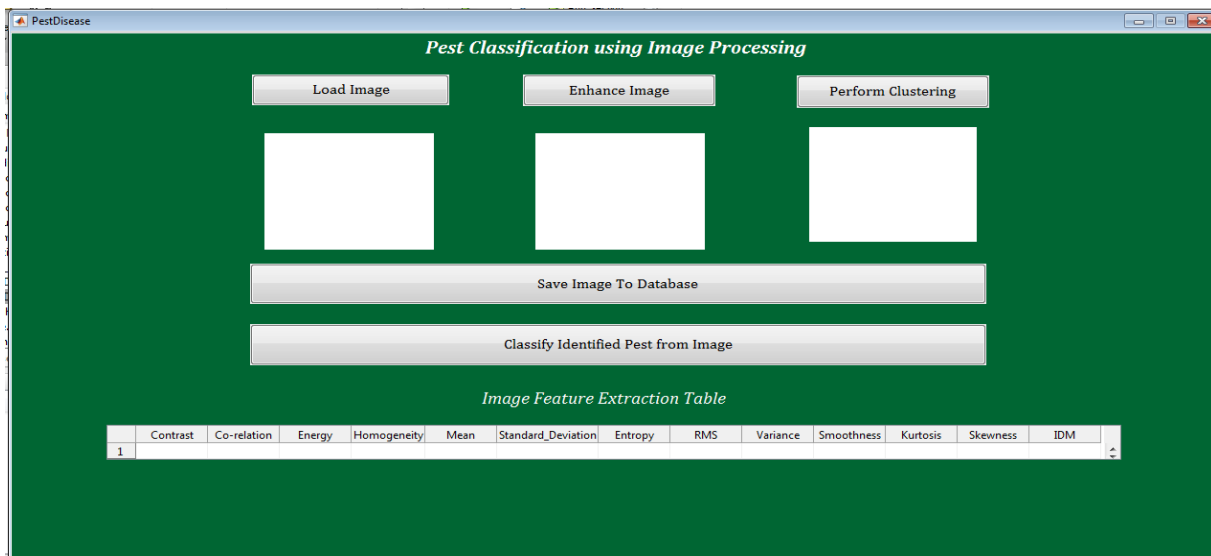 PestDisease
Pest Classification using Image Processing
Load Image
Enhance Image
Perform Clustering
Save Image To Database
Classify Identified Pest from Image
Image Feature Extraction Table
Contrast Co-relation Energy Homogeneity Mean Standard_Deviation Entropy RMS Variance Smoothness Kurtosis Skewness IDM
1